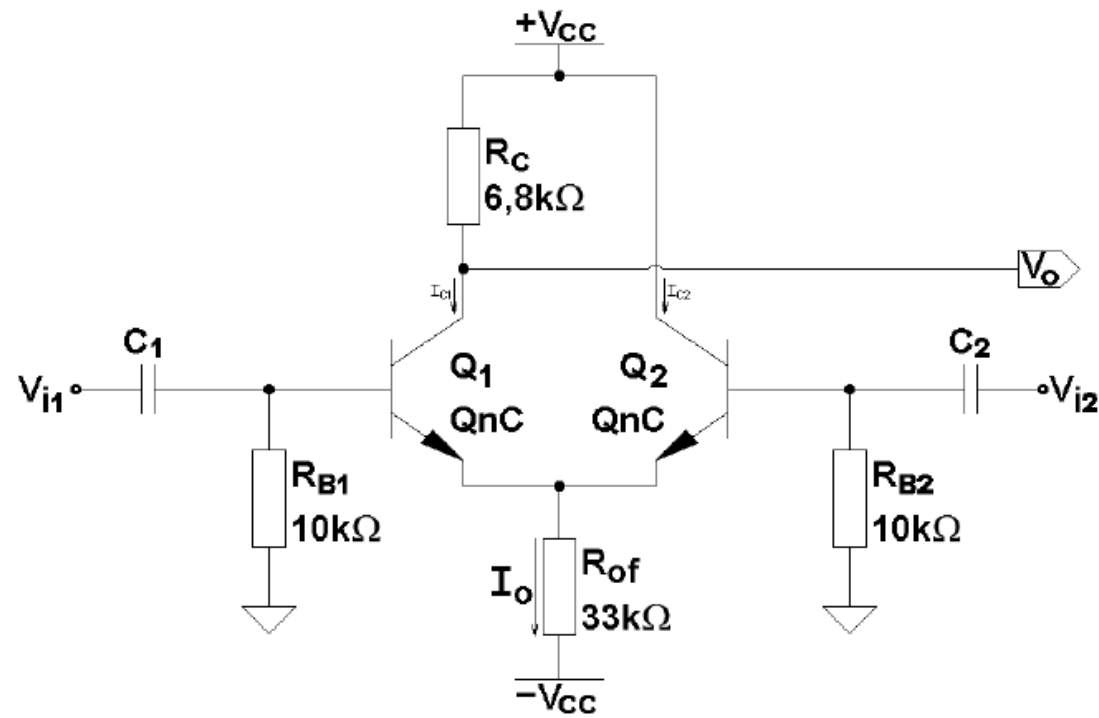 +VCC
RC
6,8kΩ
Vo
IC1
IC2
C1
C2
Q1
Q2
Vi1
Vi2
QnC
QnC
RB1
10kΩ
RB2
10kΩ
Io
Rof
33kΩ
−VCC